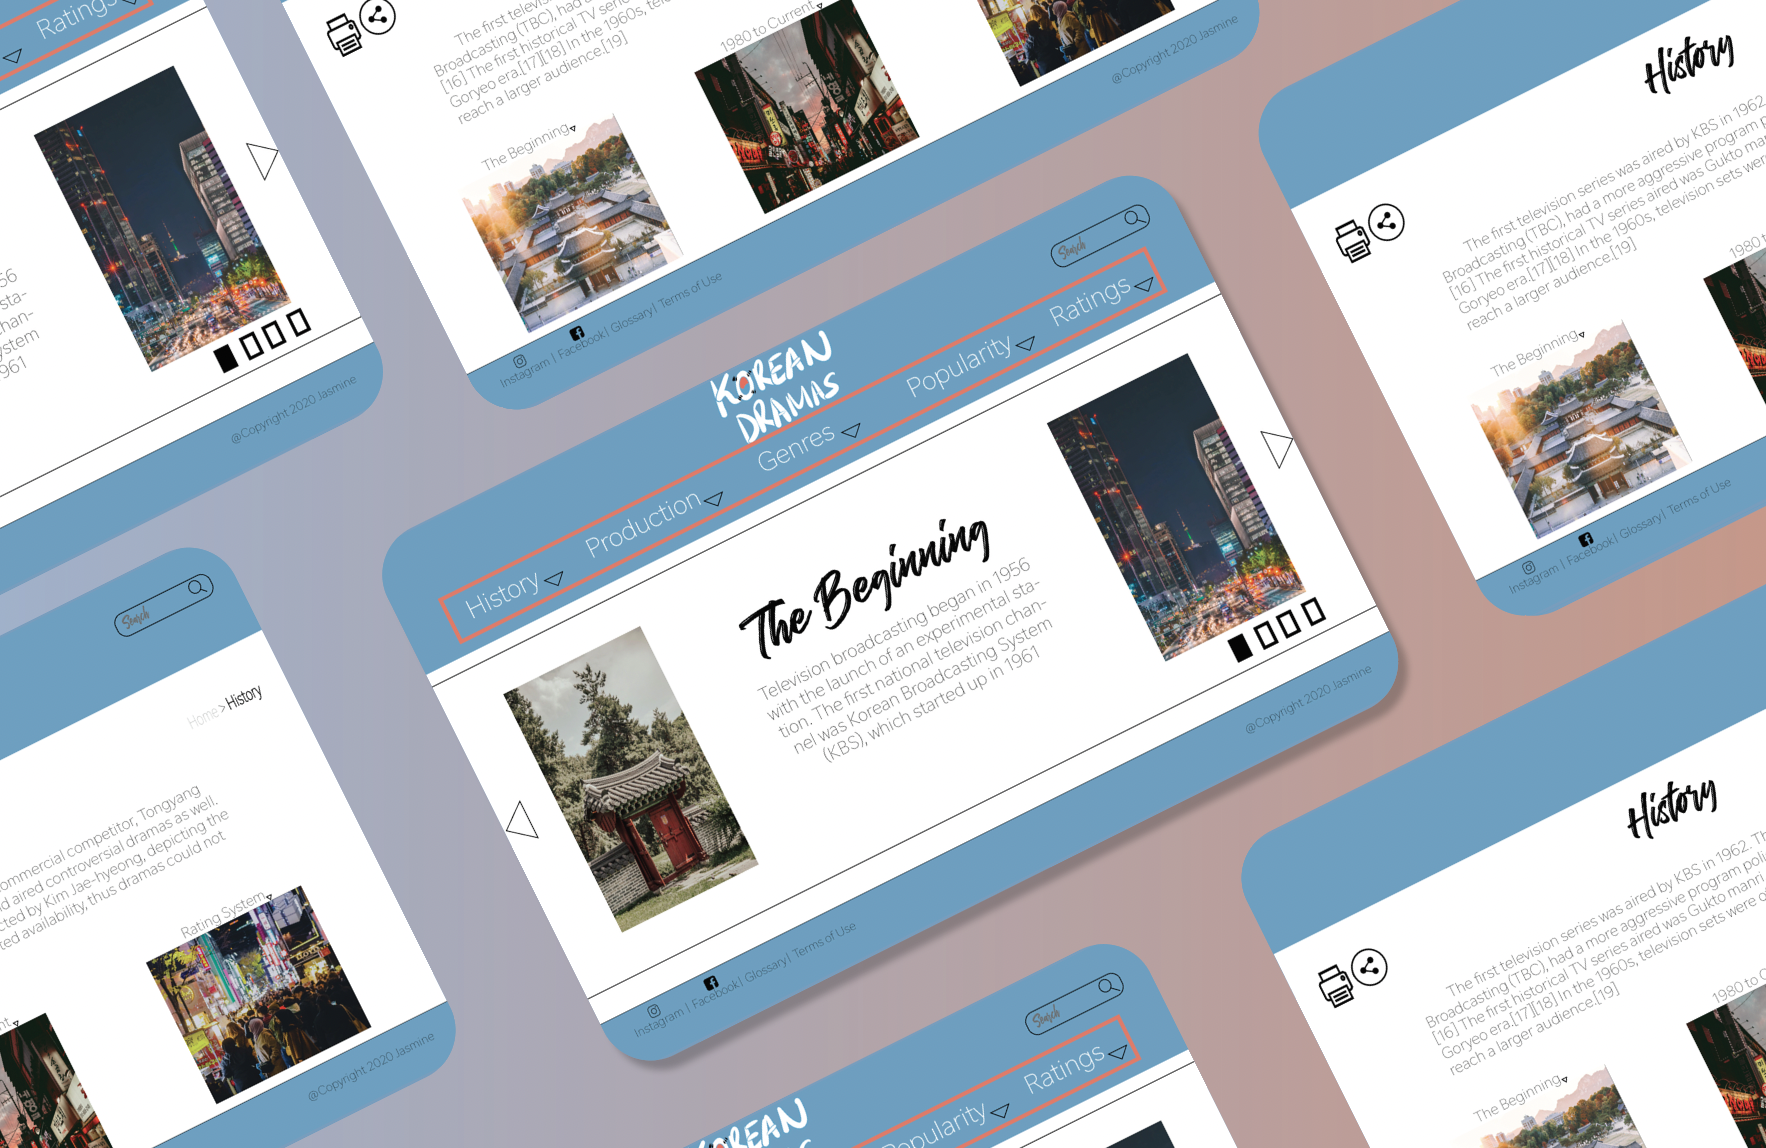 Ratings
56
sta-
han-
ystem
961
@Copyright 2020 Jasmine
The first television
Broadcasting (TBC), had a
[16] The first historical TV serie
Goryeo era.[17][18] In the 1960s, tele
reach a larger audience.[19]
The Beginning
1980 to Current
Instagram | Facebook| Glossary| Terms of Use
@Copyright 2020 Jasmine
History
The first television series was aired by KBS in 1962
Broadcasting (TBC), had a more aggressive program p
[16] The first historical TV series aired was Gukto ma
Goryeo era.[17][18] In the 1960s, television sets were
reach a larger audience.[19]
The Beginning
1980 t
Instagram | Facebook| Glossary| Terms of Use
Search
KOREAN
DRAMAS
History
Production
Genres
Popularity
Ratings
The Beginning
Television broadcasting began in 1956
with the launch of an experimental sta-
tion. The first national television chan-
nel was Korean Broadcasting System
(KBS), which started up in 1961
Instagram | Facebook| Glossary| Terms of Use
@Copyright 2020 Jasmine
Search
Home > History
ommercial competitor, Tongyang
d aired controversial dramas as well.
cted by Kim Jae-hyeong, depicting the
ted availability, thus dramas could not
nt
Rating System
@Copyright 2020 Jasmine
Search
KOREAN
DRAMAS
Popularity
Ratings
History
The first television series was aired by KBS in 1962. Th
Broadcasting (TBC), had a more aggressive program poli
[16] The first historical TV series aired was Gukto manri
Goryeo era.[17][18] In the 1960s, television sets were o
reach a larger audience.[19]
The Beginning
1980 to C